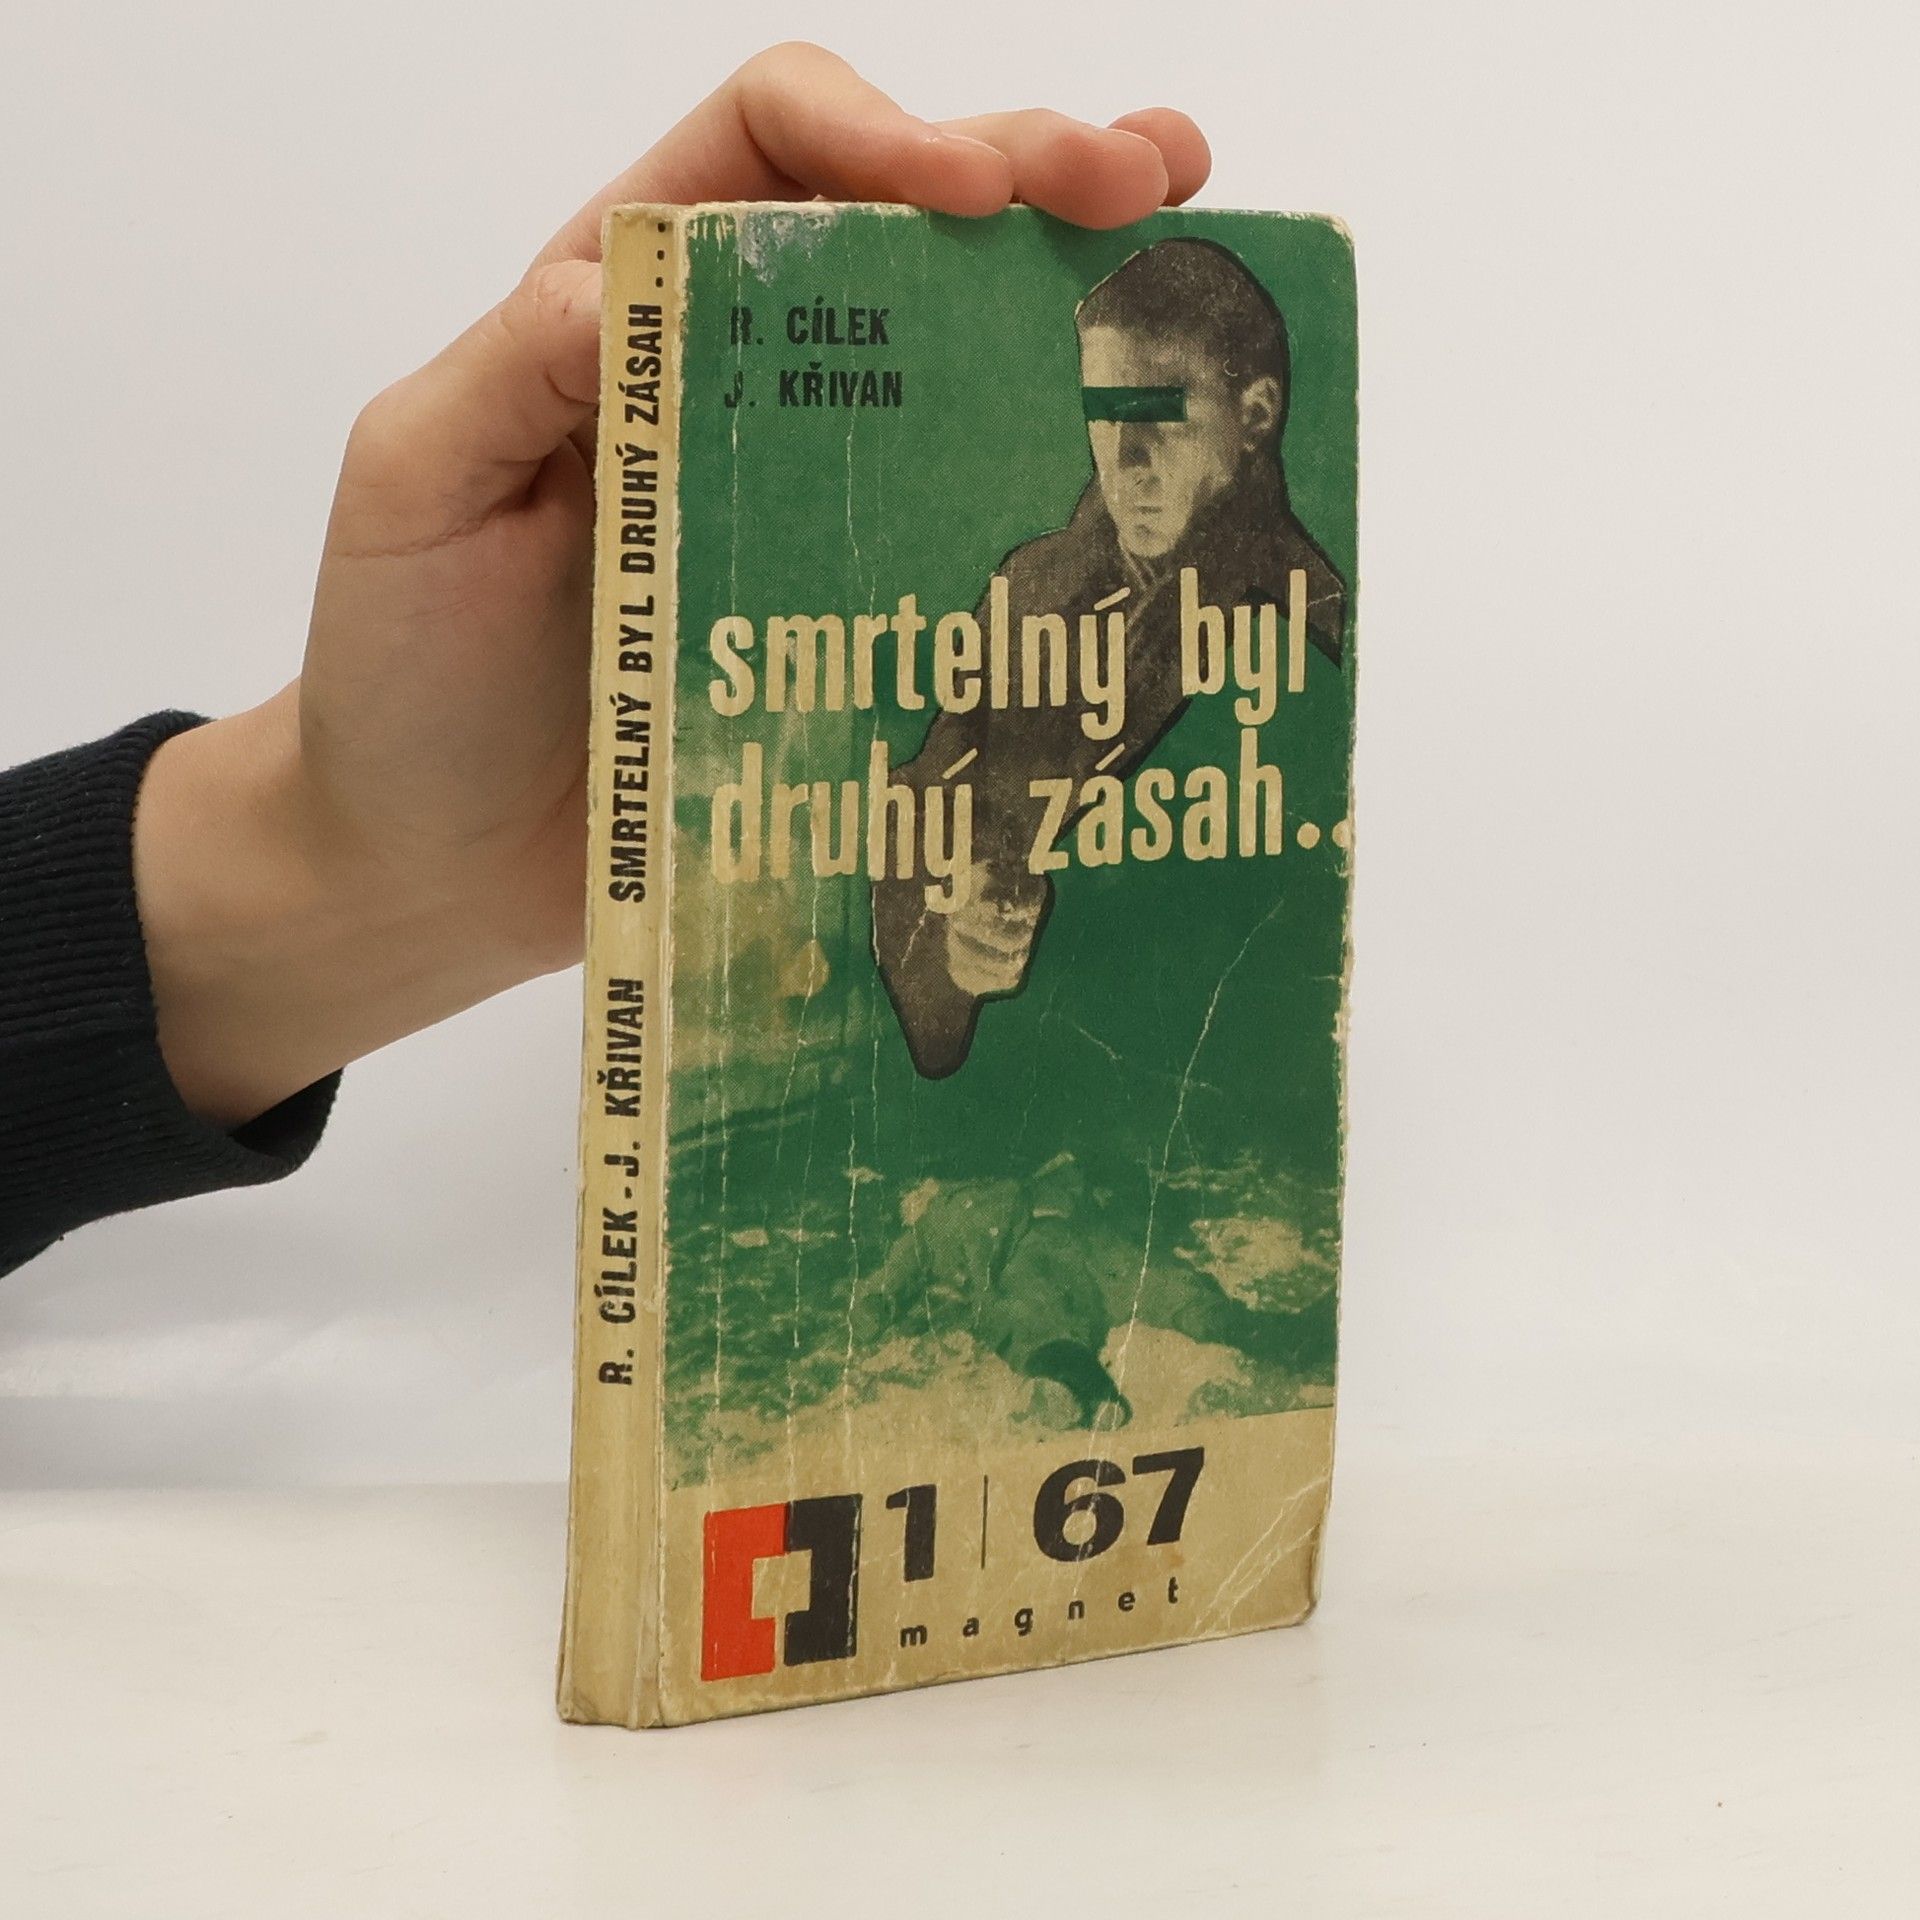 R. CÍLEK
J. KŘIVAN
smrtelný byl
druhý zásah..
1 | 67
magnet
R. CÍLEK - J. KŘIVAN SMRTELNÝ BYL DRUHÝ ZÁSAH...